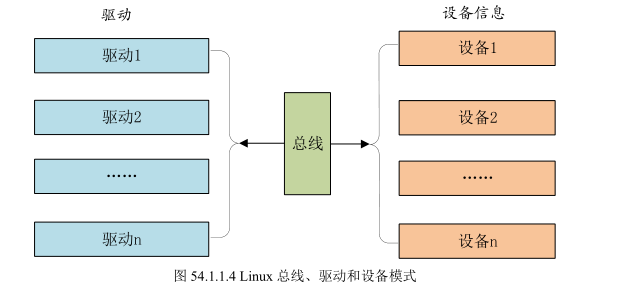 驱动
设备信息
驱动1
设备1
驱动2
设备2
总线
……
……
驱动n
设备n
图 54.1.1.4 Linux 总线、驱动和设备模式